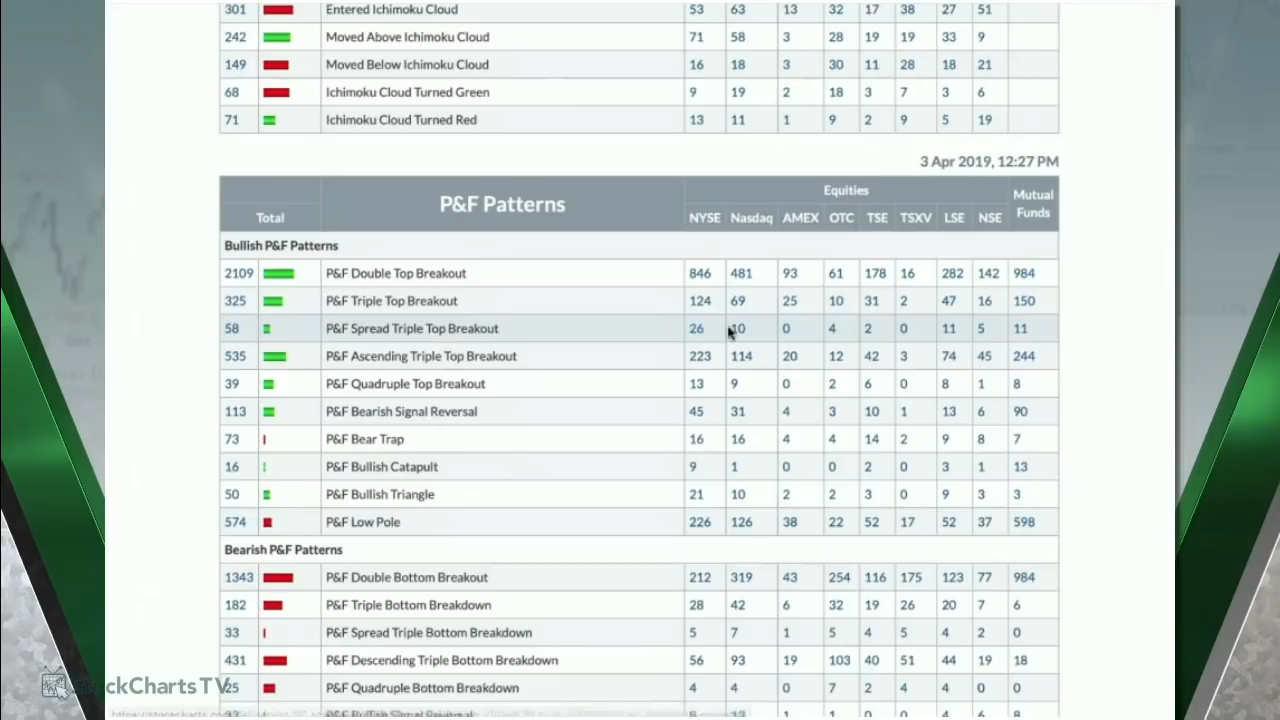 301 Entered Ichimoku Cloud 53 63 13 32 17 38 27 51
242 Moved Above Ichimoku Cloud 71 58 3 28 19 19 33 9
149 Moved Below Ichimoku Cloud 16 18 3 30 11 28 18 21
68 Ichimoku Cloud Turned Green 9 19 2 18 3 7 3 6
71 Ichimoku Cloud Turned Red 13 11 1 9 2 9 5 19
3 Apr 2019, 12:27 PM
Total P&F Patterns Equities Mutual Funds
NYSE Nasdaq AMEX OTC TSE TSXV LSE NSE
Bullish P&F Patterns
2109 P&F Double Top Breakout 846 481 93 61 178 16 282 142 984
325 P&F Triple Top Breakout 124 69 25 10 31 2 47 16 150
58 P&F Spread Triple Top Breakout 26 10 0 4 2 0 11 5 11
535 P&F Ascending Triple Top Breakout 223 114 20 12 42 3 74 45 244
39 P&F Quadruple Top Breakout 13 9 0 2 6 0 8 1 8
113 P&F Bearish Signal Reversal 45 31 4 3 10 1 13 6 90
73 P&F Bear Trap 16 16 4 4 14 2 9 8 7
16 P&F Bullish Catapult 9 1 0 0 2 0 3 1 13
50 P&F Bullish Triangle 21 10 2 2 3 0 9 3 3
574 P&F Low Pole 226 126 38 22 52 17 52 37 598
Bearish P&F Patterns
1343 P&F Double Bottom Breakout 212 319 43 254 116 175 123 77 984
182 P&F Triple Bottom Breakdown 28 42 6 32 19 26 20 7 6
33 P&F Spread Triple Bottom Breakdown 5 7 1 5 4 5 4 2 0
431 P&F Descending Triple Bottom Breakdown 56 93 19 103 40 51 44 19 18
25 P&F Quadruple Bottom Breakdown 4 4 0 7 2 4 4 0 0
P&F Bullish Signal Reversal
StockCharts TV